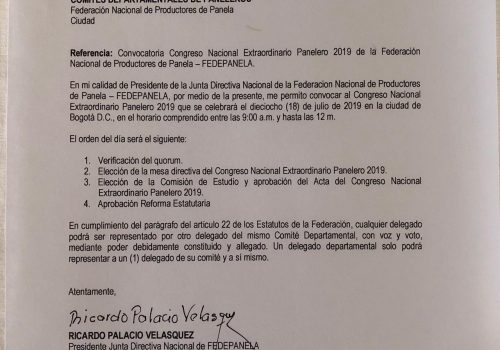 COMITÉS DEPARTAMENTALES DE PANELEROS
Federación Nacional de Productores de Panela
Ciudad
Referencia: Convocatoria Congreso Nacional Extraordinario Panelero 2019 de la Federación
Nacional de Productores de Panela – FEDEPANELA.
En mi calidad de Presidente de la Junta Directiva Nacional de la Federacion Nacional de Productores
de Panela – FEDEPANELA, por medio de la presente, me permito convocar al Congreso Nacional
Extraordinario Panelero 2019 que se celebrará el dieciocho (18) de julio de 2019 en la ciudad de
Bogotá D.C., en el horario comprendido entre las 9:00 a.m. y hasta las 12 m.
El orden del día será el siguiente:
1. Verificación del quorum.
2. Elección de la mesa directiva del Congreso Nacional Extraordinario Panelero 2019.
3. Elección de la Comisión de Estudio y aprobación del Acta del Congreso Nacional
Extraordinario Panelero 2019.
4. Aprobación Reforma Estatutaria
En cumplimiento del parágrafo del articulo 22 de los Estatutos de la Federación, cualquier delegado
podrá ser representado por otro delegado del mismo Comité Departamental, con voz y voto,
mediante poder debidamente constituido y allegado. Un delegado departamental solo podrá
representar a un (1) delegado de su comité y a sí mismo.
Atentamente,
Ricardo Palacio Velasquez
RICARDO PALACIO VELASQUEZ
Presidente Junta Directiva Nacional de FEDEPANELA